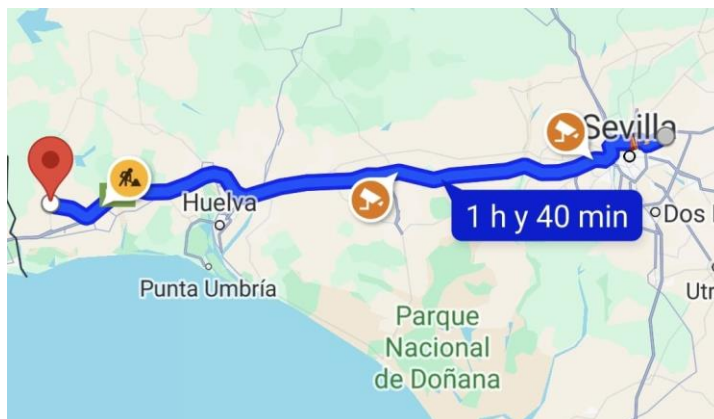 Sevilla
Huelva
1 h y 40 min
Dos
Punta Umbría
Utr
Parque
Nacional
de Doñana